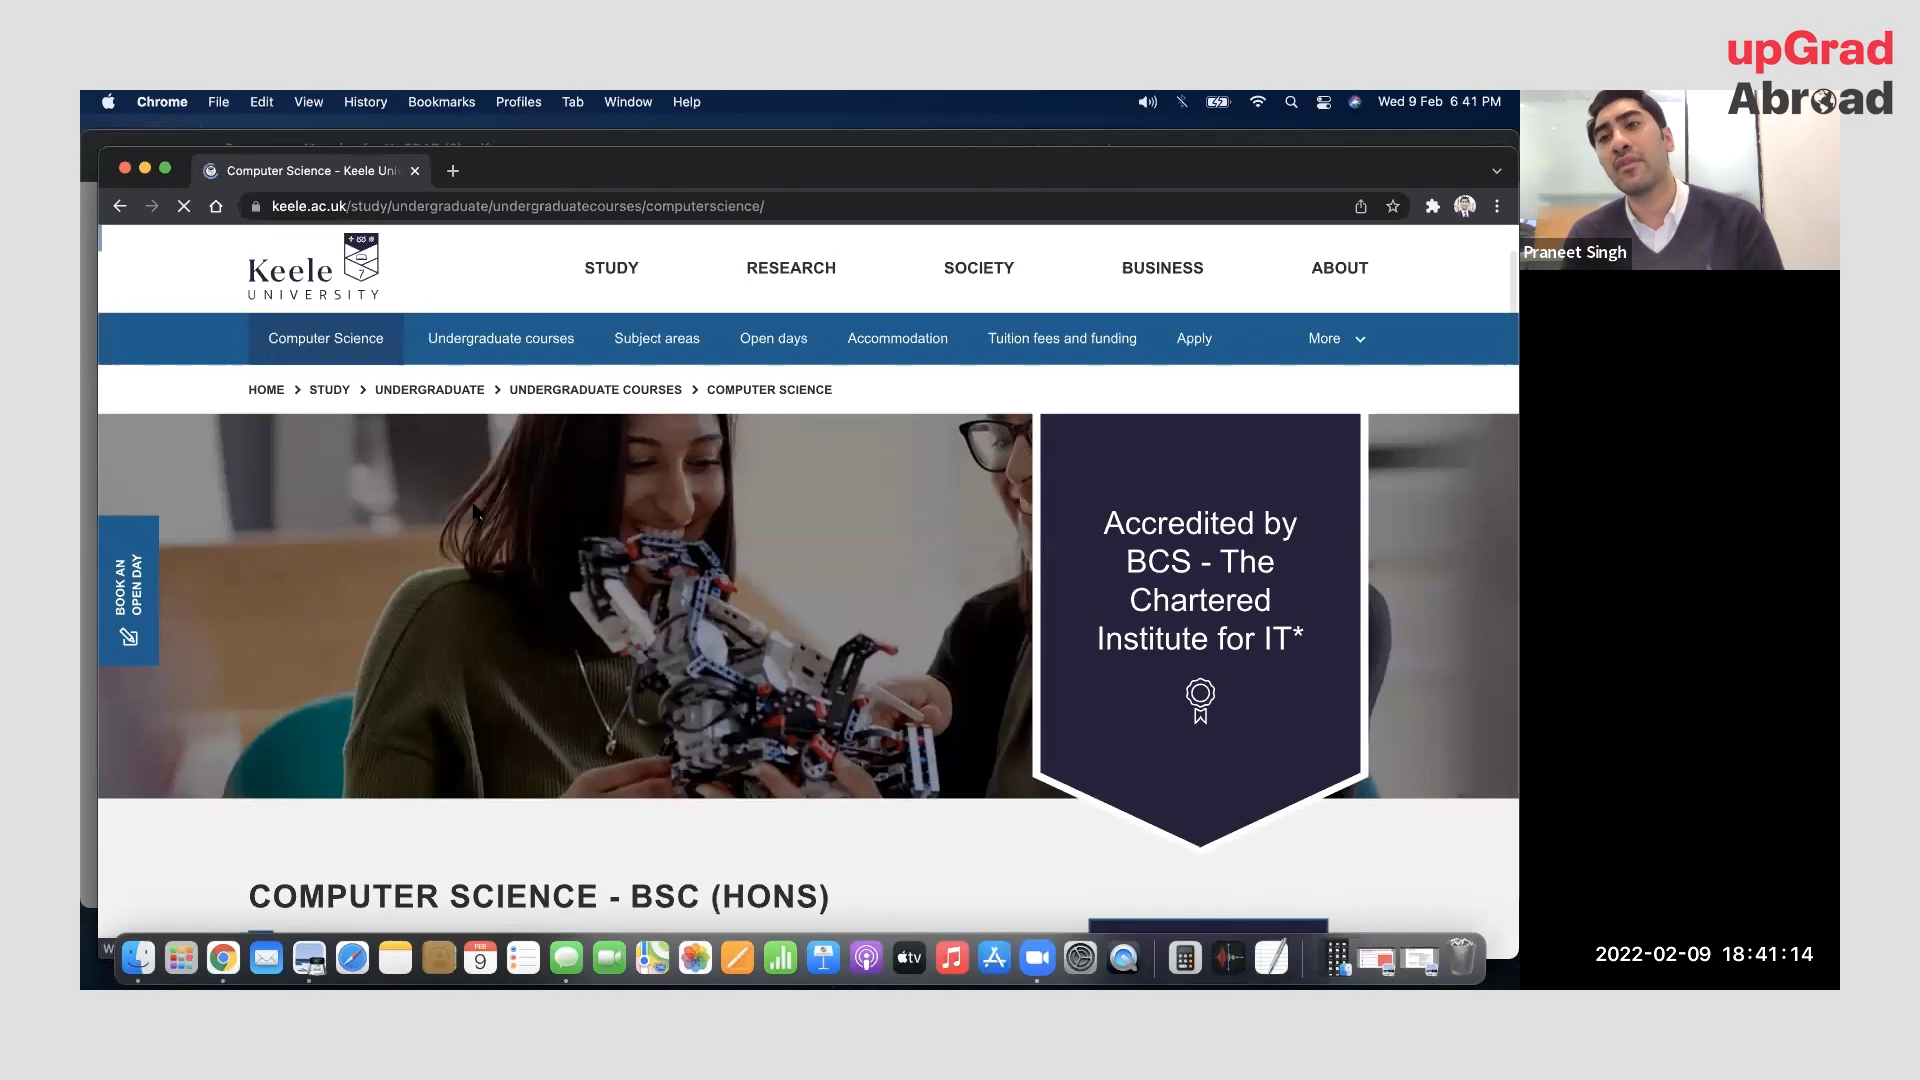 upGrad
Abroad
Chrome File Edit View History Bookmarks Profiles Tab Window Help
Wed 9 Feb 6 41 PM
Computer Science - Keele Uni
keele.ac.uk/study/undergraduate/undergraduatecourses/computerscience/
Praneet Singh
Keele
UNIVERSITY
STUDY RESEARCH SOCIETY BUSINESS ABOUT
Computer Science Undergraduate courses Subject areas Open days Accommodation Tuition fees and funding Apply More
HOME > STUDY > UNDERGRADUATE > UNDERGRADUATE COURSES > COMPUTER SCIENCE
Accredited by
BCS - The
Chartered
Institute for IT*
BOOK AN
OPEN DAY
COMPUTER SCIENCE - BSC (HONS)
FEB
9
tv
2022-02-09 18:41:14